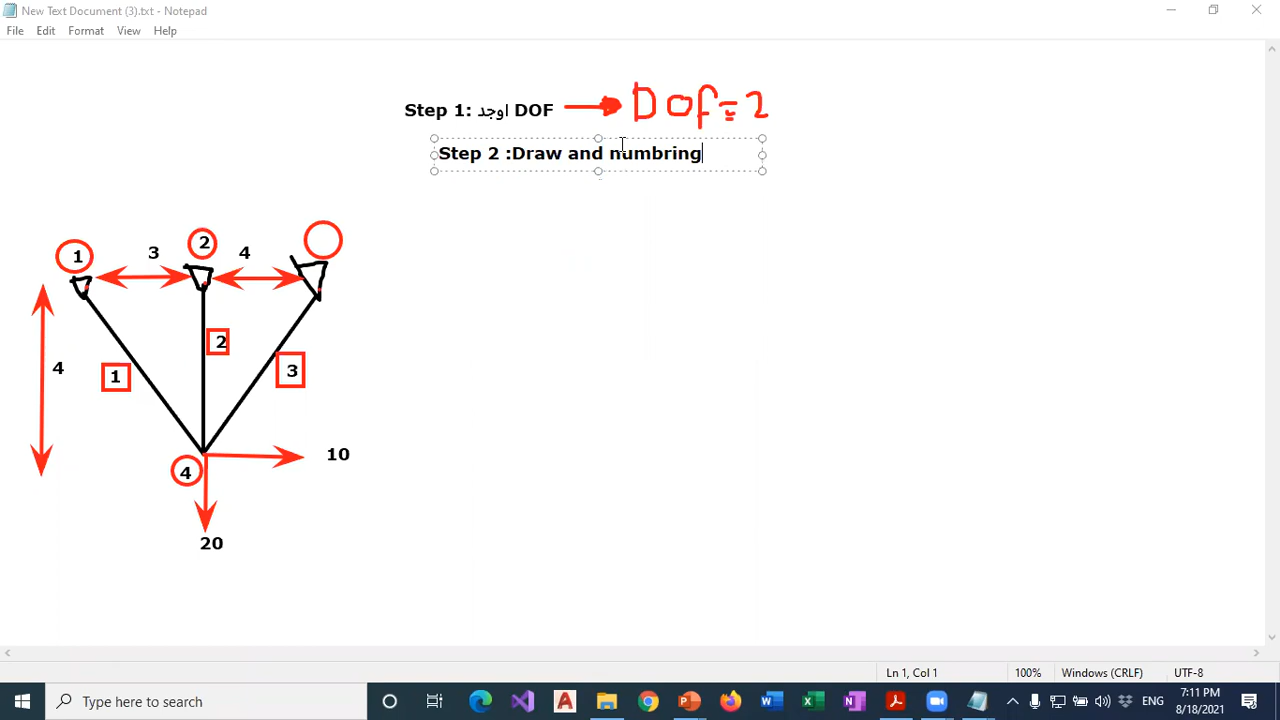 New Text Document (3).txt - Notepad
File Edit Format View Help
Step 1: اوجد DOF DOf=2
Step 2 :Draw and numbring
1 3 2 4
4
2
1 3
10
4
20
Ln 1, Col 1 100% Windows (CRLF) UTF-8
Type here to search
ENG
7:11 PM
8/18/2021